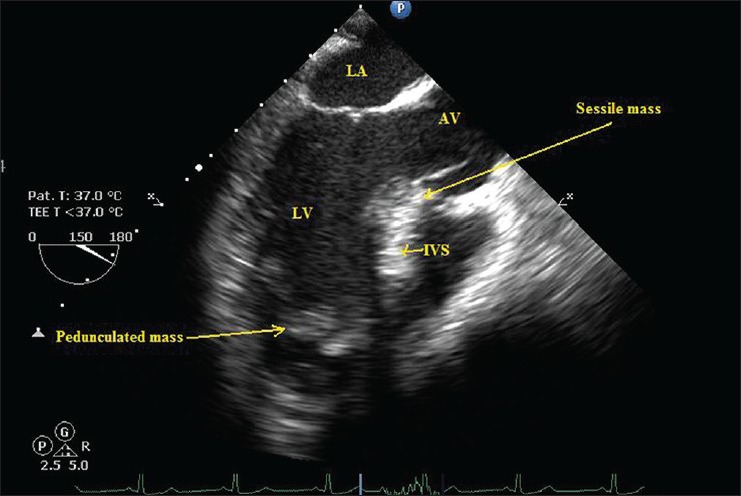 P
LA
AV
Sessile mass
Pat. T: 37.0 °C
TEE T <37.0 °C
0 150 180
LV
IVS
Pedunculated mass
G
P R
2.5 5.0